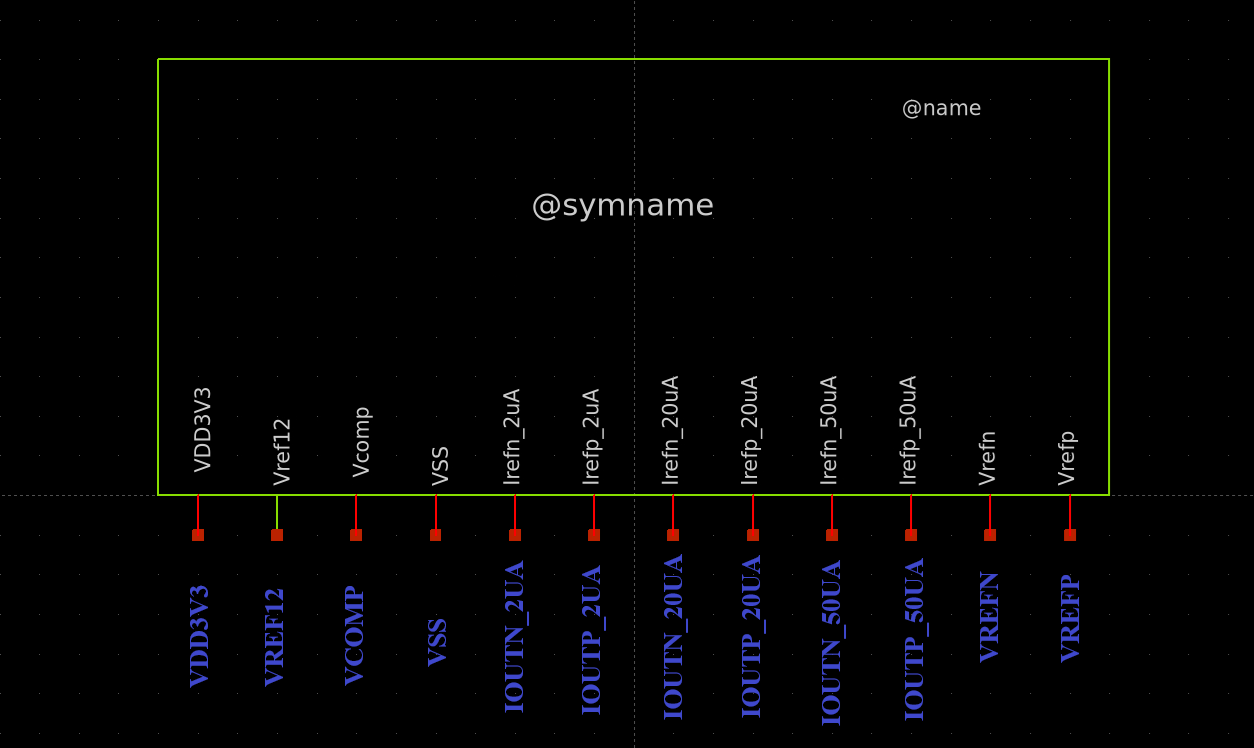 @name
@symname
VDD3V3
Vref12
Vcomp
VSS
Irefn_2uA
Irefp_2uA
Irefn_20uA
Irefp_20uA
Irefn_50uA
Irefp_50uA
Vrefn
Vrefp
VDD3V3
VREF12
VCOMP
VSS
IOUTN_2UA
IOUTP_2UA
IOUTN_20UA
IOUTP_20UA
IOUTN_50UA
IOUTP_50UA
VREFN
VREFP